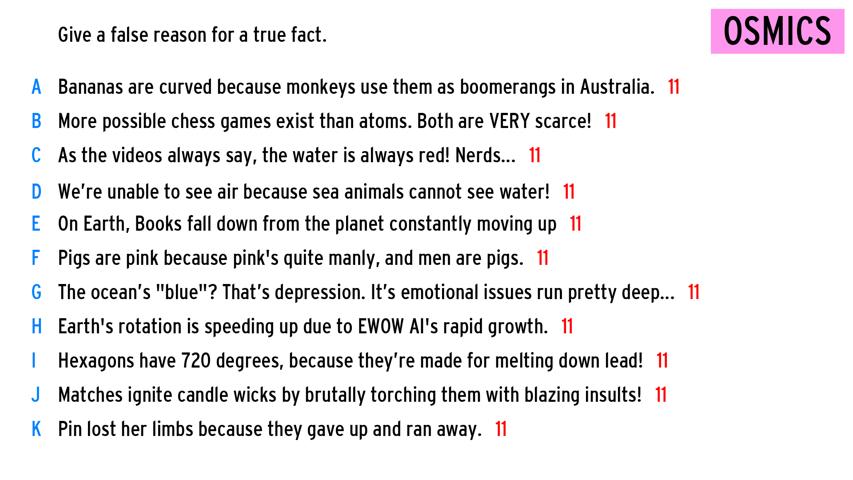 Give a false reason for a true fact.
OSMICS
A Bananas are curved because monkeys use them as boomerangs in Australia. 11
B More possible chess games exist than atoms. Both are VERY scarce! 11
C As the videos always say, the water is always red! Nerds... 11
D We're unable to see air because sea animals cannot see water! 11
E On Earth, Books fall down from the planet constantly moving up 11
F Pigs are pink because pink's quite manly, and men are pigs. 11
G The ocean's "blue"? That's depression. It's emotional issues run pretty deep... 11
H Earth's rotation is speeding up due to EWOW AI's rapid growth. 11
I Hexagons have 720 degrees, because they're made for melting down lead! 11
J Matches ignite candle wicks by brutally torching them with blazing insults! 11
K Pin lost her limbs because they gave up and ran away. 11